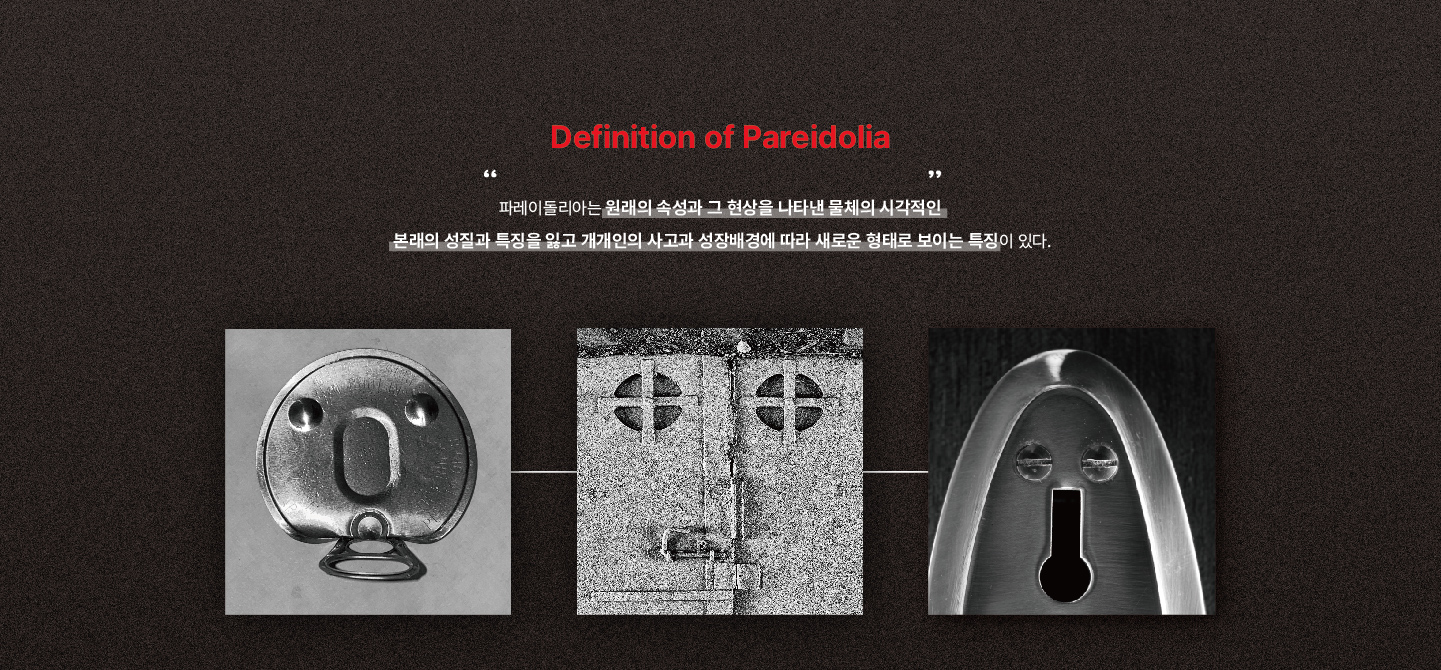 Definition of Pareidolia
“ ”
파레이돌리아는 원래의 속성과 그 현상을 나타낸 물체의 시각적인
본래의 성질과 특징을 잃고 개개인의 사고과 성장배경에 따라 새로운 형태로 보이는 특징이 있다.